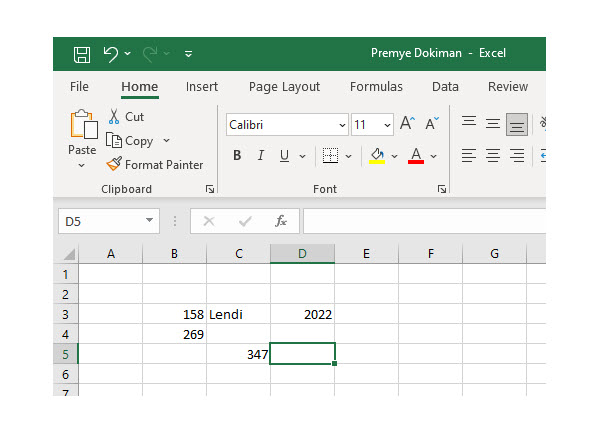 Premye Dokiman - Excel
File Home Insert Page Layout Formulas Data Review
Cut
Copy
Paste
Format Painter
Calibri 11 A A
B I U A
Clipboard Font
D5 fx
A B C D E F G
1
2
3 158 Lendi 2022
4 269
5 347
6
7